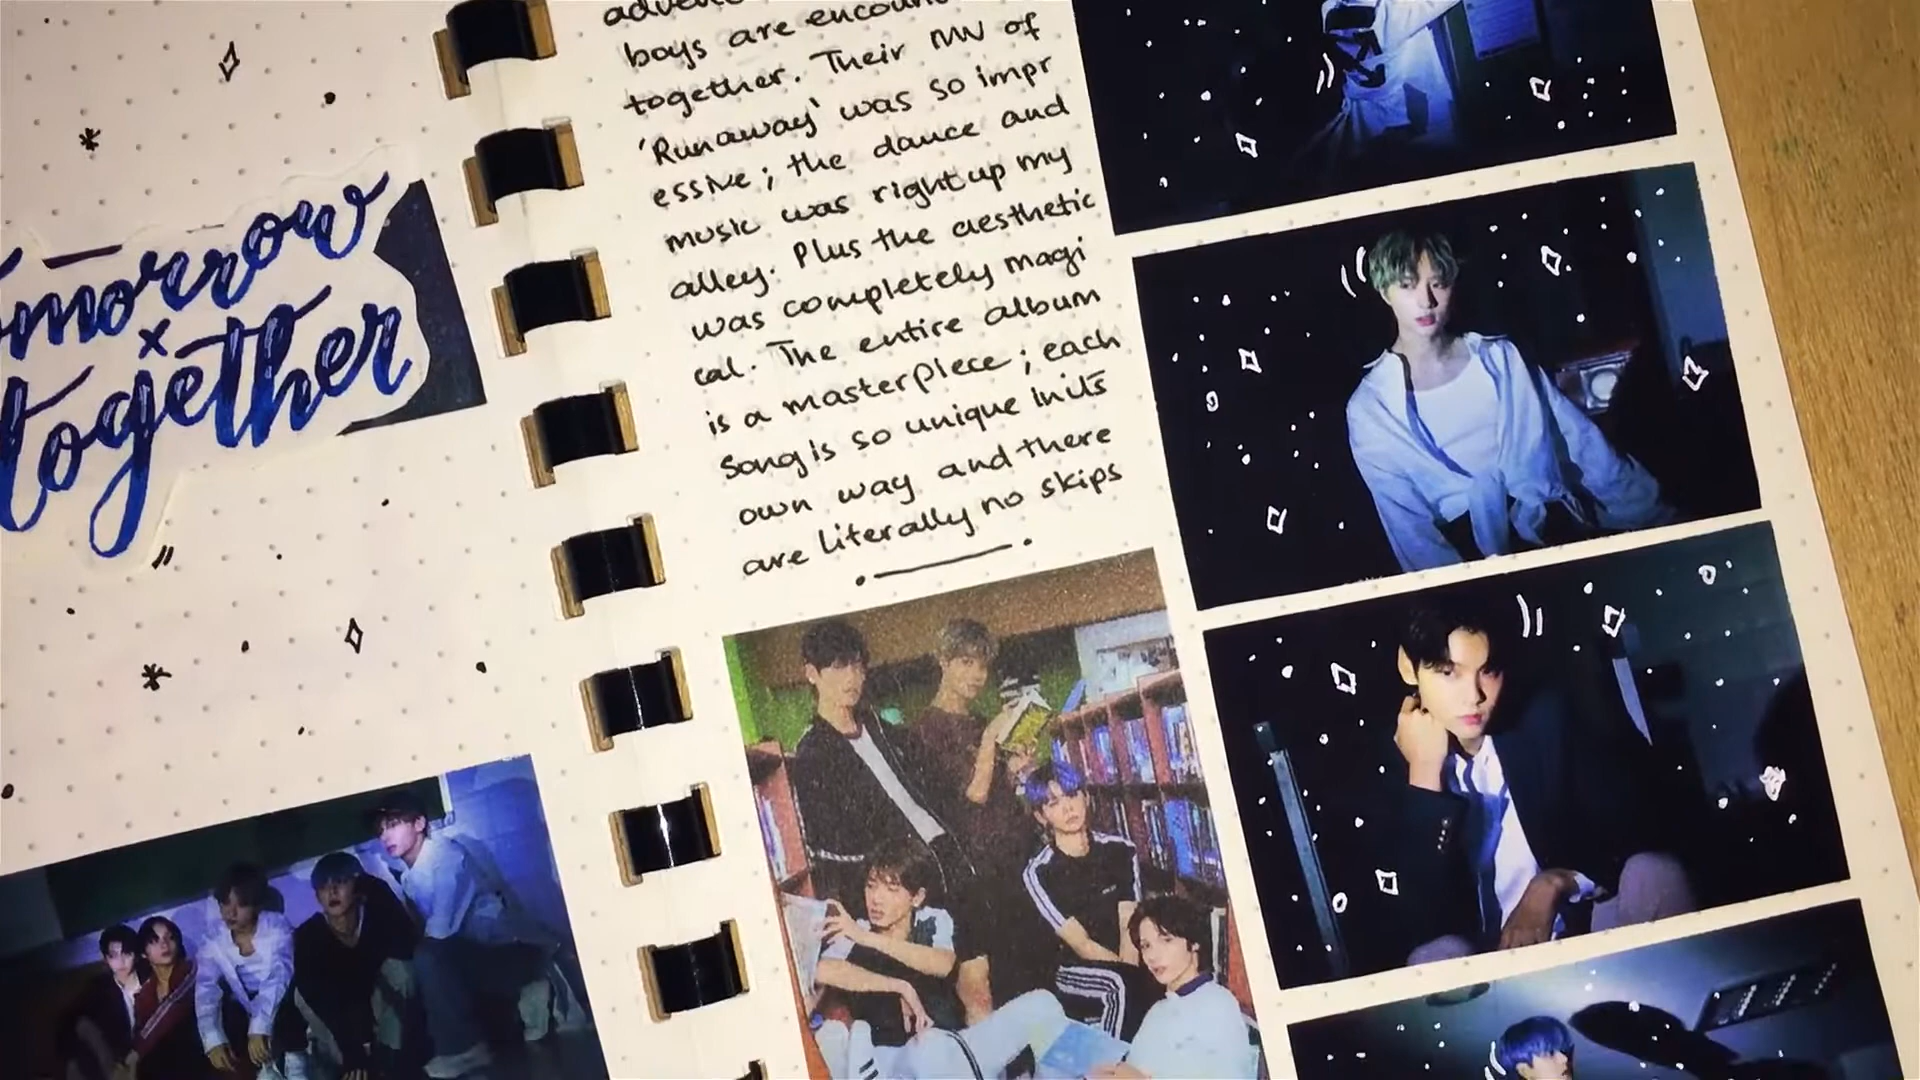 omorrow
x
together
boys are encoun
together. Their MV of
'Runaway' was so impr
essive; the dance and
music was right up my
alley. Plus the aesthetic
was completely magi
cal. The entire album
is a masterpiece; each
song is so unique in its
own way and there
are literally no skips